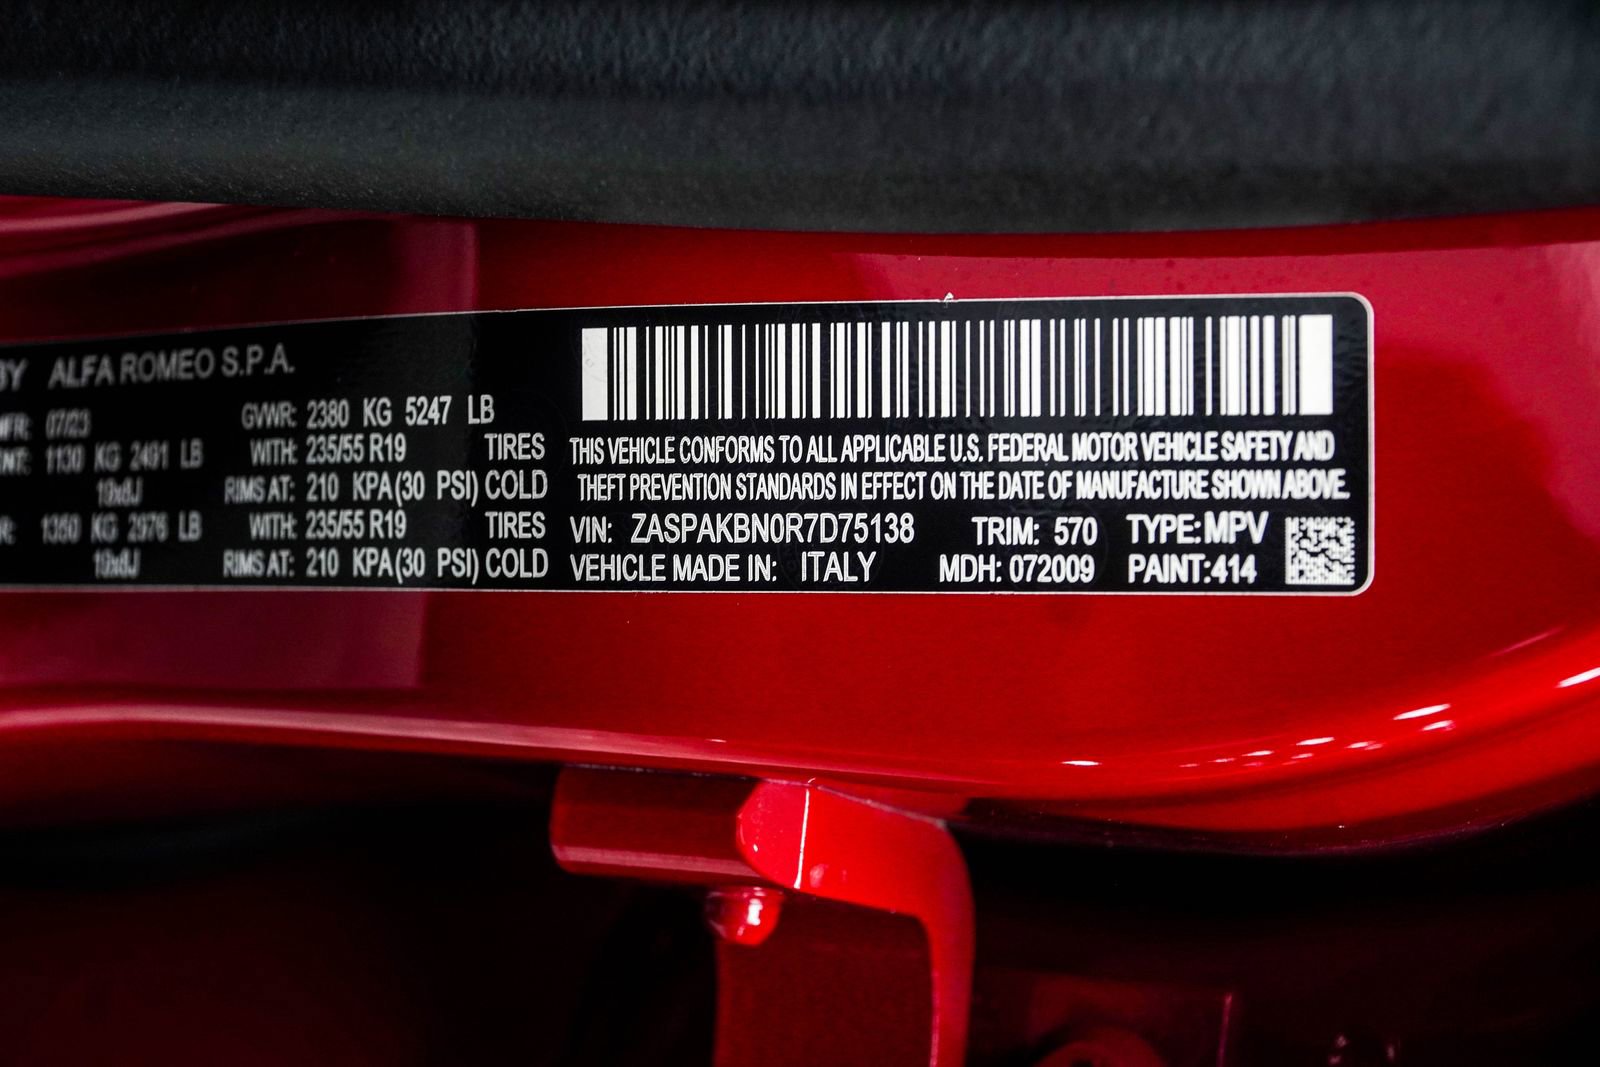 BY ALFA ROMEO S.P.A.
07/23
GVWR: 2380 KG 5247 LB
1130 KG 2491 LB WITH: 235/55 R19 TIRES
19x8J RIMS AT: 210 KPA(30 PSI) COLD
1350 KG 2976 LB WITH: 235/55 R19 TIRES
19x8J RIMS AT: 210 KPA(30 PSI) COLD
THIS VEHICLE CONFORMS TO ALL APPLICABLE U.S. FEDERAL MOTOR VEHICLE SAFETY AND
THEFT PREVENTION STANDARDS IN EFFECT ON THE DATE OF MANUFACTURE SHOWN ABOVE.
VIN: ZASPAKBN0R7D75138 TRIM: 570 TYPE: MPV
VEHICLE MADE IN: ITALY MDH: 072009 PAINT:414